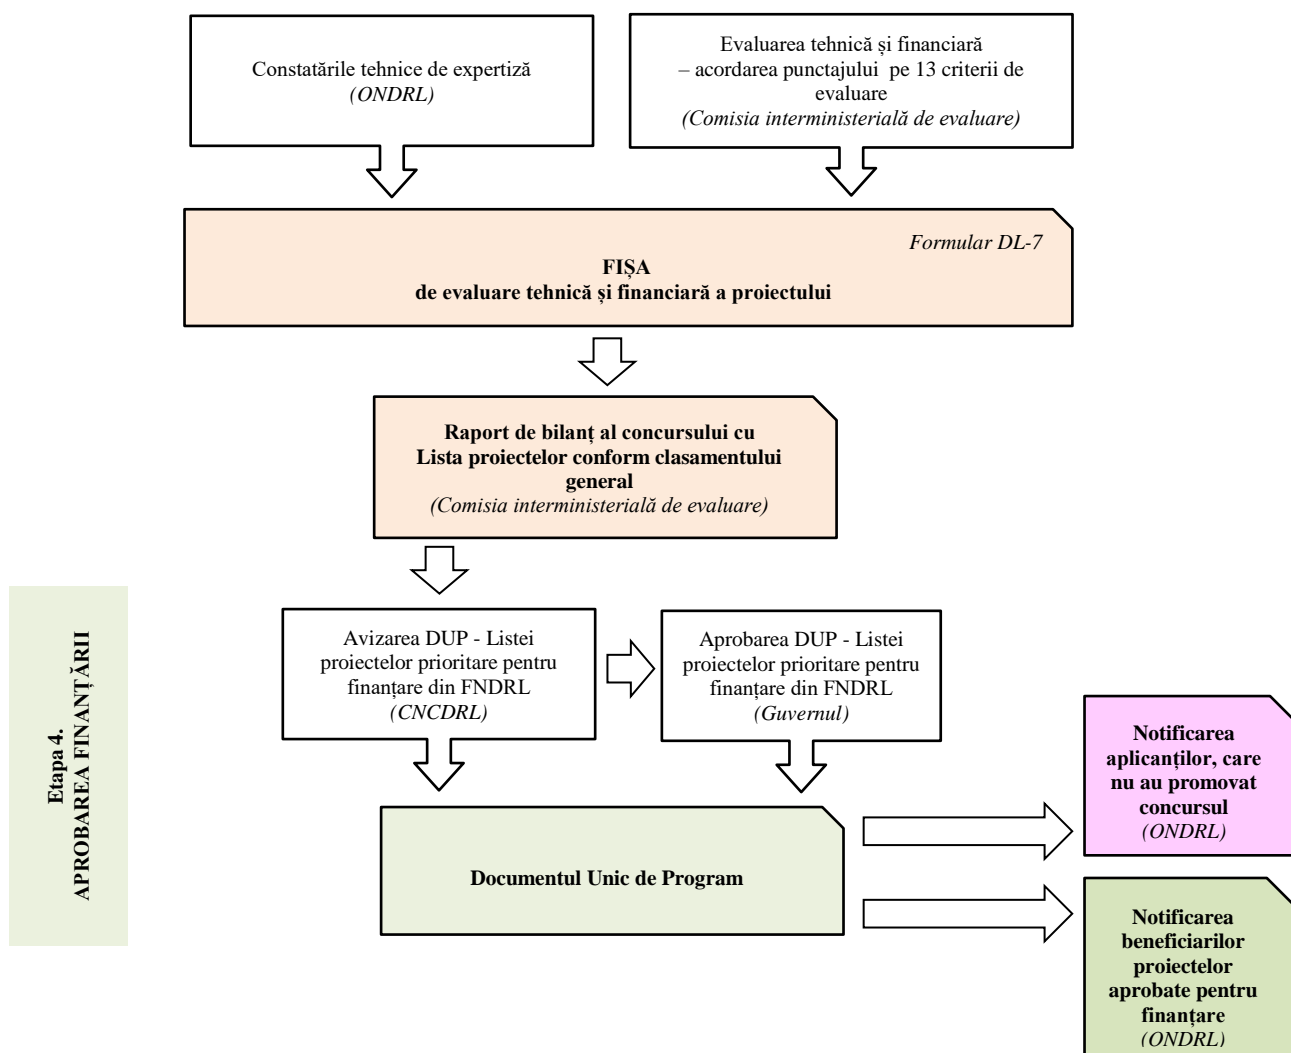 Constatările tehnice de expertiză
(ONDRL)
Evaluarea tehnică și financiară
– acordarea punctajului pe 13 criterii de
evaluare
(Comisia interministerială de evaluare)
Formular DL-7
FIȘA
de evaluare tehnică și financiară a proiectului
Raport de bilanț al concursului cu
Lista proiectelor conform clasamentului
general
(Comisia interministerială de evaluare)
Etapa 4.
APROBAREA FINANȚĂRII
Avizarea DUP - Listei
proiectelor prioritare pentru
finanțare din FNDRL
(CNCDRL)
Aprobarea DUP - Listei
proiectelor prioritare pentru
finanțare din FNDRL
(Guvernul)
Documentul Unic de Program
Notificarea
aplicanților, care
nu au promovat
concursul
(ONDRL)
Notificarea
beneficiarilor
proiectelor
aprobate pentru
finanțare
(ONDRL)